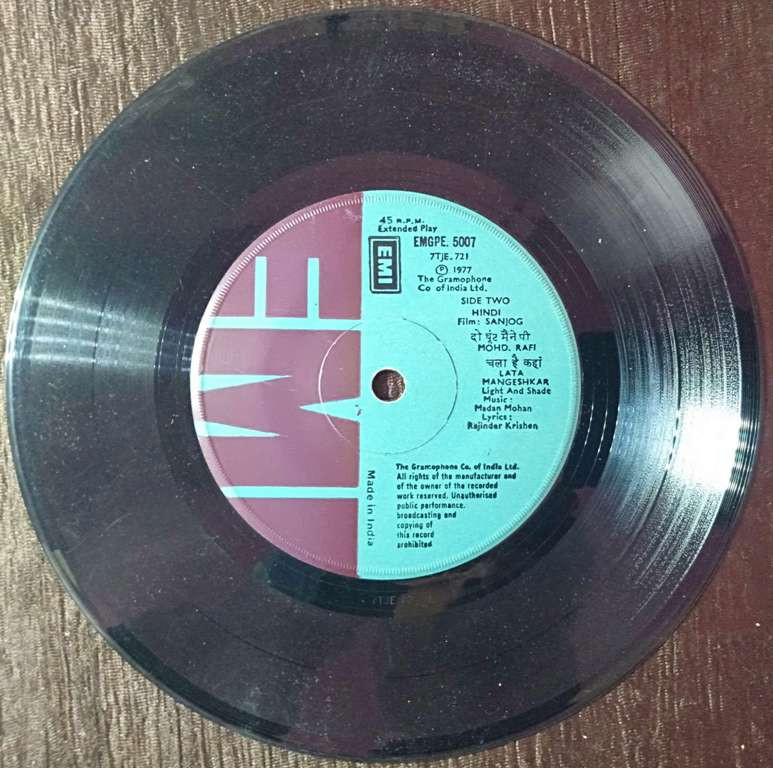 45 R.P.M.
Extended Play
EMI
EMGPE. 5007
7TJE. 721
Ⓟ 1977
The Gramophone
Co of India Ltd.
SIDE TWO
HINDI
Film: SANJOG
दो घूंट मैने पी
MOHD. RAFI
चला है कहां
LATA
MANGESHKAR
Light And Shade
Music:
Madan Mohan
Lyrics:
Rajinder Krishen
The Gramophone Co. of India Ltd.
All rights of the manufacturer and
of the owner of the recorded
work reserved. Unauthorised
public performance.
broadcasting and
copying of
this record
prohibited
Made in India
EMI
7TJE